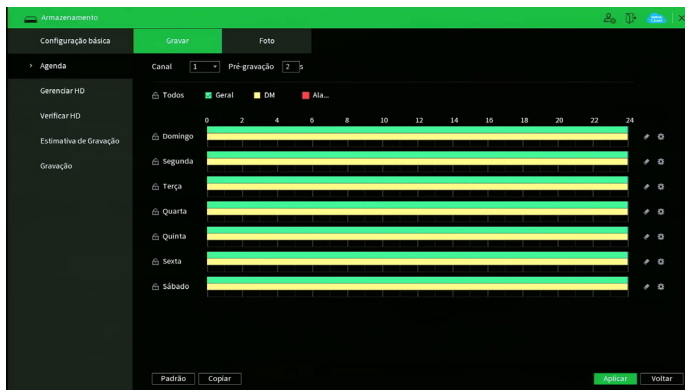 Armazenamento
Configuração básica Gravar Foto
Agenda Canal 1 Pré-gravação 2 s
Gerenciar HD Todos Geral DM Ala...
Verificar HD
0 2 4 6 8 10 12 14 16 18 20 22 24
Estimativa de Gravação Domingo
Gravação Segunda
Terça
Quarta
Quinta
Sexta
Sábado
Padrão Copiar Aplicar Voltar